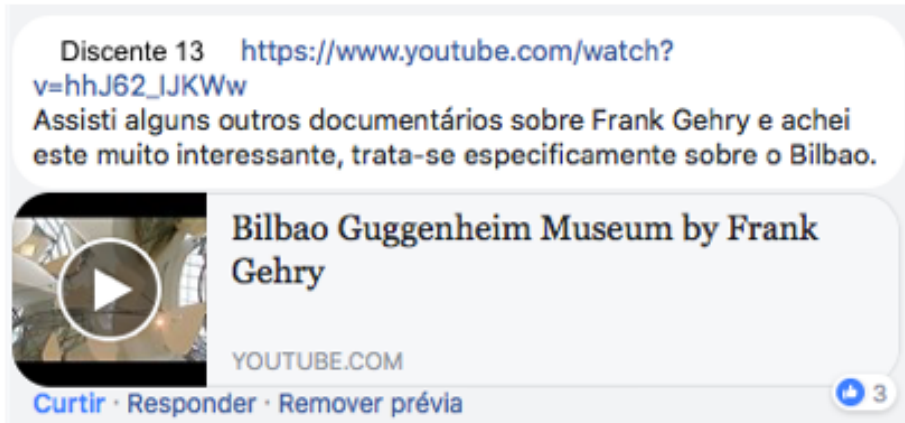 Discente 13 https://www.youtube.com/watch?
v=hhJ62_IJKWw
Assisti alguns outros documentários sobre Frank Gehry e achei
este muito interessante, trata-se especificamente sobre o Bilbao.
Bilbao Guggenheim Museum by Frank
Gehry
YOUTUBE.COM
Curtir · Responder · Remover prévia
3